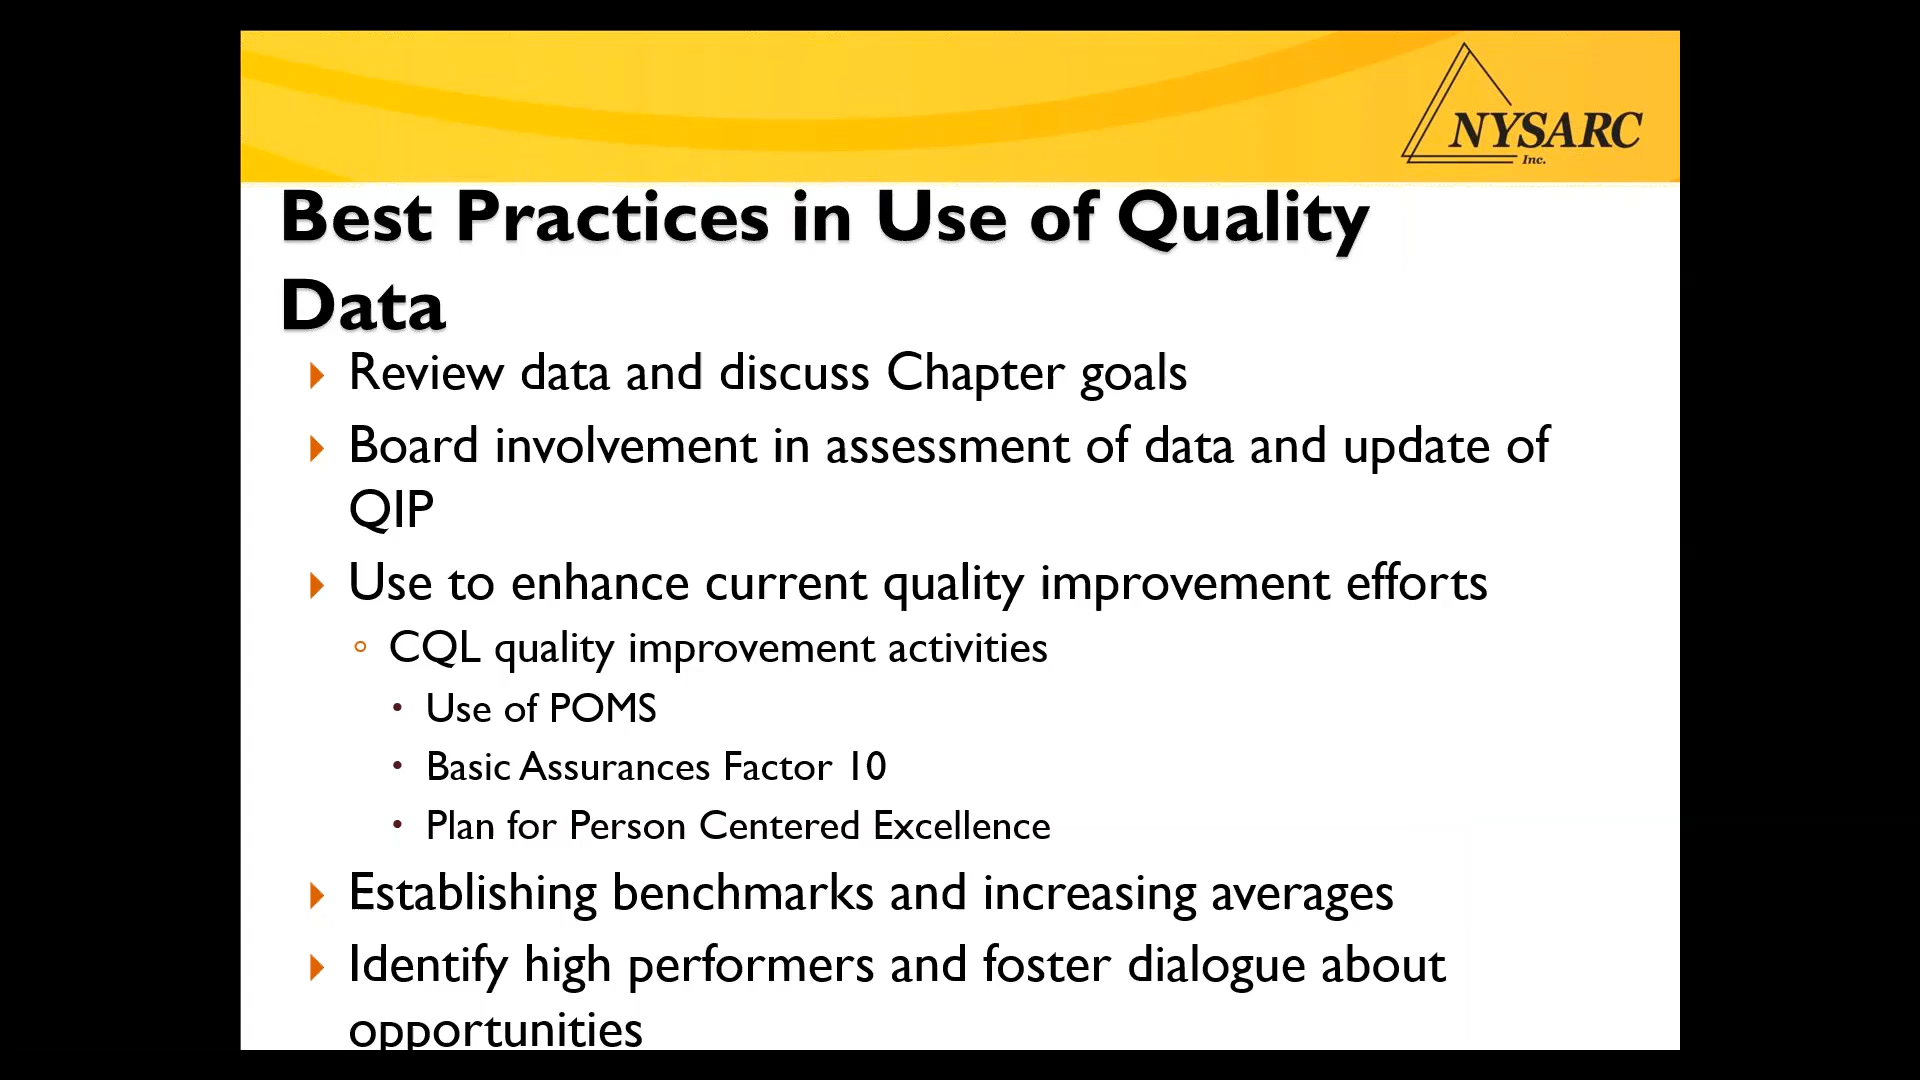 NYSARC
Inc.
Best Practices in Use of Quality
Data
Review data and discuss Chapter goals
Board involvement in assessment of data and update of
QIP
Use to enhance current quality improvement efforts
CQL quality improvement activities
Use of POMS
Basic Assurances Factor 10
Plan for Person Centered Excellence
Establishing benchmarks and increasing averages
Identify high performers and foster dialogue about
opportunities